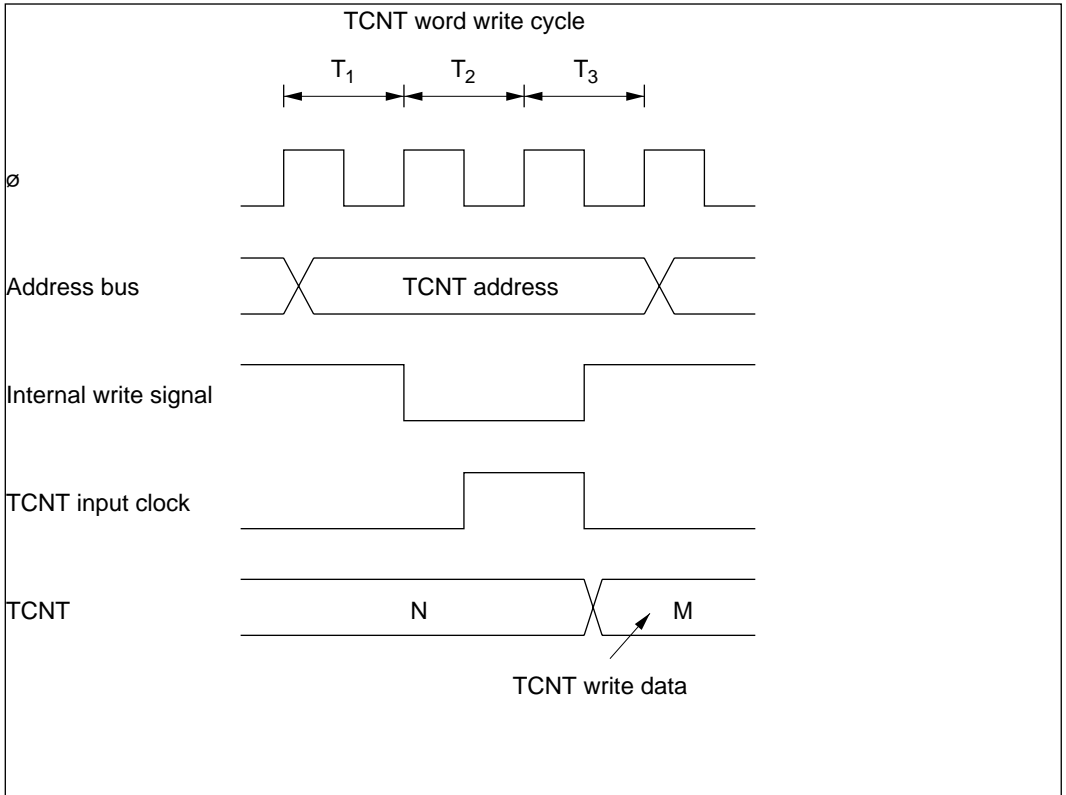 TCNT word write cycle
T1 T2 T3
ø
Address bus
TCNT address
Internal write signal
TCNT input clock
TCNT
N
M
TCNT write data